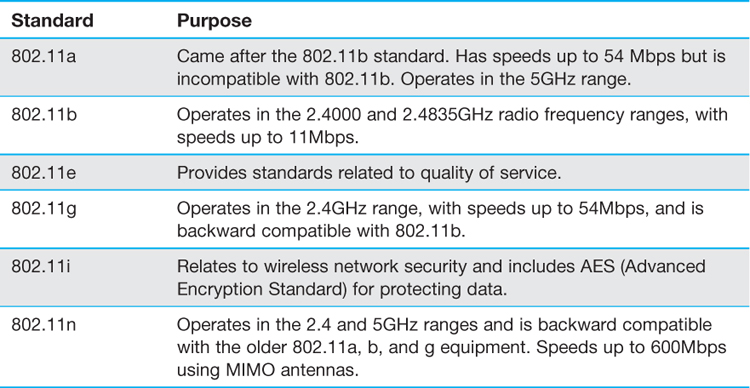 Standard Purpose
802.11a Came after the 802.11b standard. Has speeds up to 54 Mbps but is
incompatible with 802.11b. Operates in the 5GHz range.
802.11b Operates in the 2.4000 and 2.4835GHz radio frequency ranges, with
speeds up to 11Mbps.
802.11e Provides standards related to quality of service.
802.11g Operates in the 2.4GHz range, with speeds up to 54Mbps, and is
backward compatible with 802.11b.
802.11i Relates to wireless network security and includes AES (Advanced
Encryption Standard) for protecting data.
802.11n Operates in the 2.4 and 5GHz ranges and is backward compatible
with the older 802.11a, b, and g equipment. Speeds up to 600Mbps
using MIMO antennas.